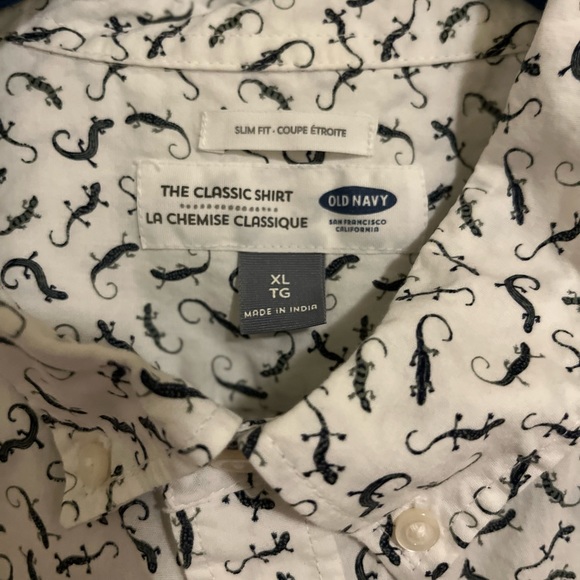 SLIM FIT · COUPE ÉTROITE
THE CLASSIC SHIRT
LA CHEMISE CLASSIQUE
OLD NAVY
SAN FRANCISCO
CALIFORNIA
XL
TG
MADE IN INDIA